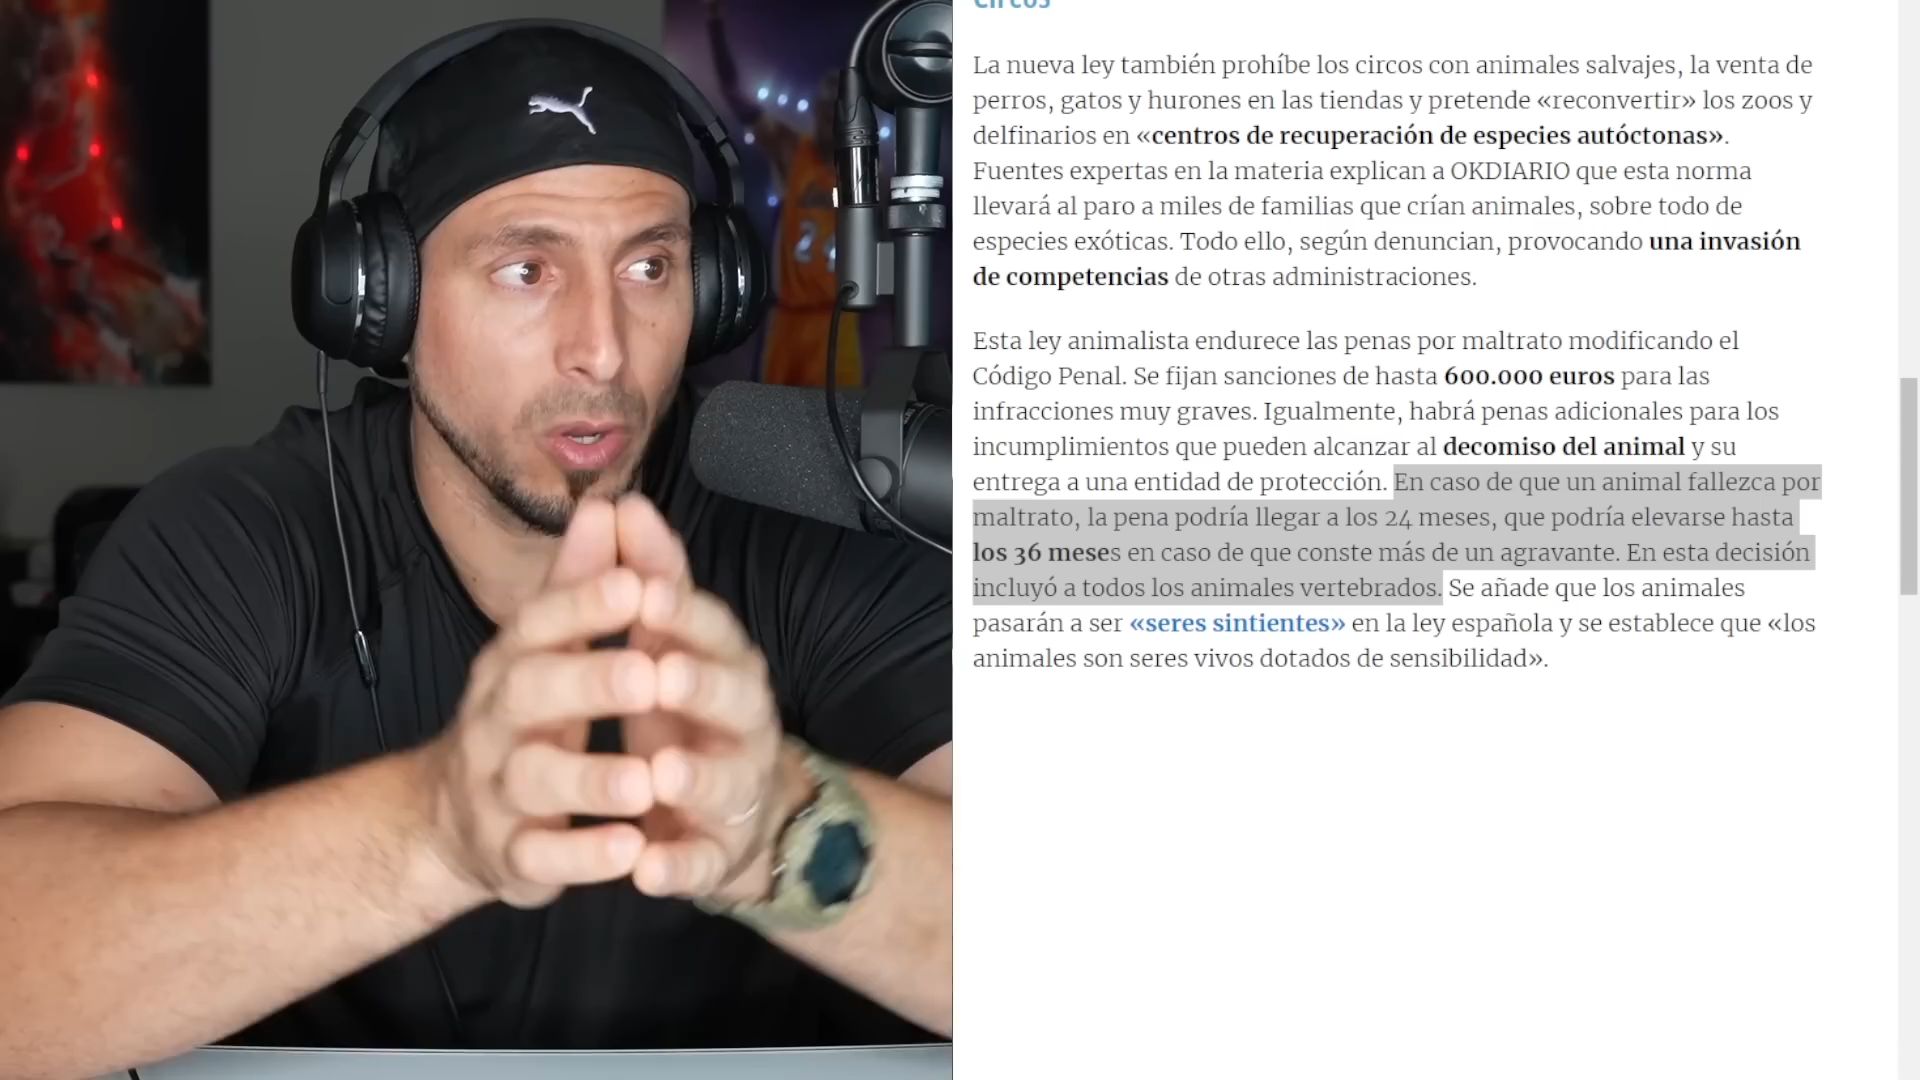 Circos
La nueva ley también prohíbe los circos con animales salvajes, la venta de
perros, gatos y hurones en las tiendas y pretende «reconvertir» los zoos y
delfinarios en «centros de recuperación de especies autóctonas».
Fuentes expertas en la materia explican a OKDIARIO que esta norma
llevará al paro a miles de familias que crían animales, sobre todo de
especies exóticas. Todo ello, según denuncian, provocando una invasión
de competencias de otras administraciones.
Esta ley animalista endurece las penas por maltrato modificando el
Código Penal. Se fijan sanciones de hasta 600.000 euros para las
infracciones muy graves. Igualmente, habrá penas adicionales para los
incumplimientos que pueden alcanzar al decomiso del animal y su
entrega a una entidad de protección. En caso de que un animal fallezca por
maltrato, la pena podría llegar a los 24 meses, que podría elevarse hasta
los 36 meses en caso de que conste más de un agravante. En esta decisión
incluyó a todos los animales vertebrados. Se añade que los animales
pasarán a ser «seres sintientes» en la ley española y se establece que «los
animales son seres vivos dotados de sensibilidad».